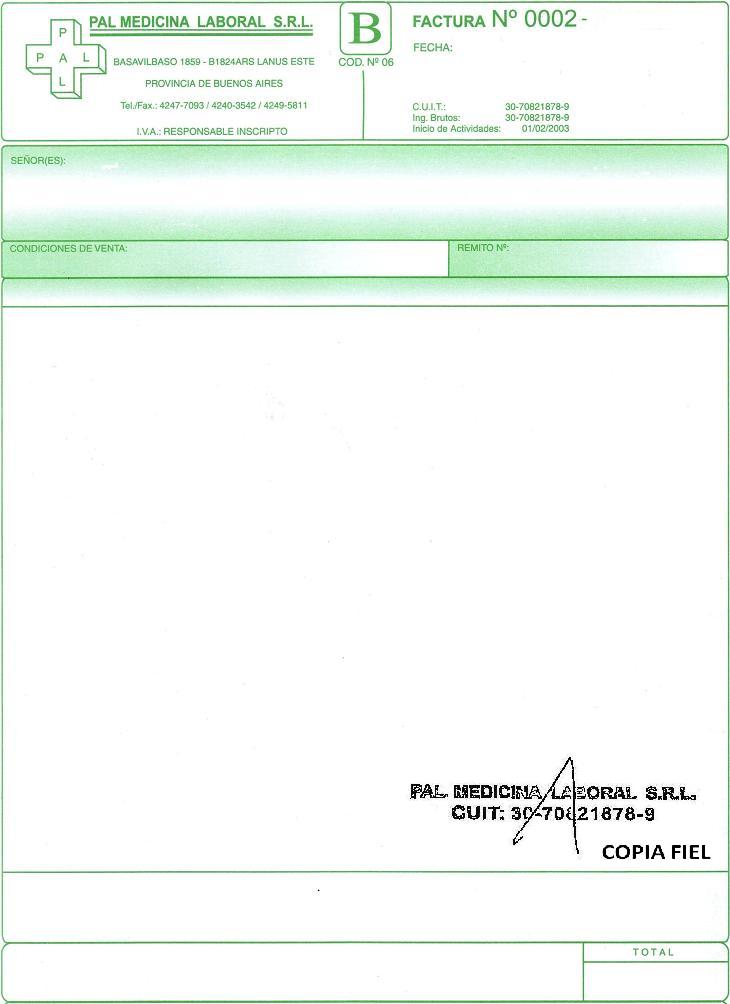 P
P A L
L
PAL MEDICINA LABORAL S.R.L.
BASAVILBASO 1859 - B1824ARS LANUS ESTE
PROVINCIA DE BUENOS AIRES
Tel./Fax.: 4247-7093 / 4240-3542 / 4249-5811
I.V.A.: RESPONSABLE INSCRIPTO
B
COD. Nº 06
FACTURA Nº 0002 -
FECHA:
C.U.I.T.: 30-70821878-9
Ing. Brutos: 30-70821878-9
Inicio de Actividades: 01/02/2003
SEÑOR(ES):
CONDICIONES DE VENTA:
REMITO Nº:
PAL MEDICINA LABORAL S.R.L.
CUIT: 30-70821878-9
COPIA FIEL
TOTAL